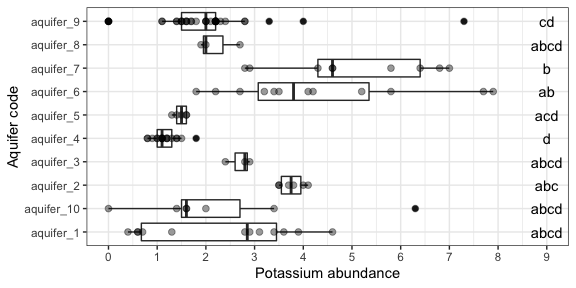 aquifer_9 cd
aquifer_8 abcd
aquifer_7 b
aquifer_6 ab
aquifer_5 acd
aquifer_4 d
aquifer_3 abcd
aquifer_2 abc
aquifer_10 abcd
aquifer_1 abcd
Aquifer code
0 1 2 3 4 5 6 7 8 9
Potassium abundance